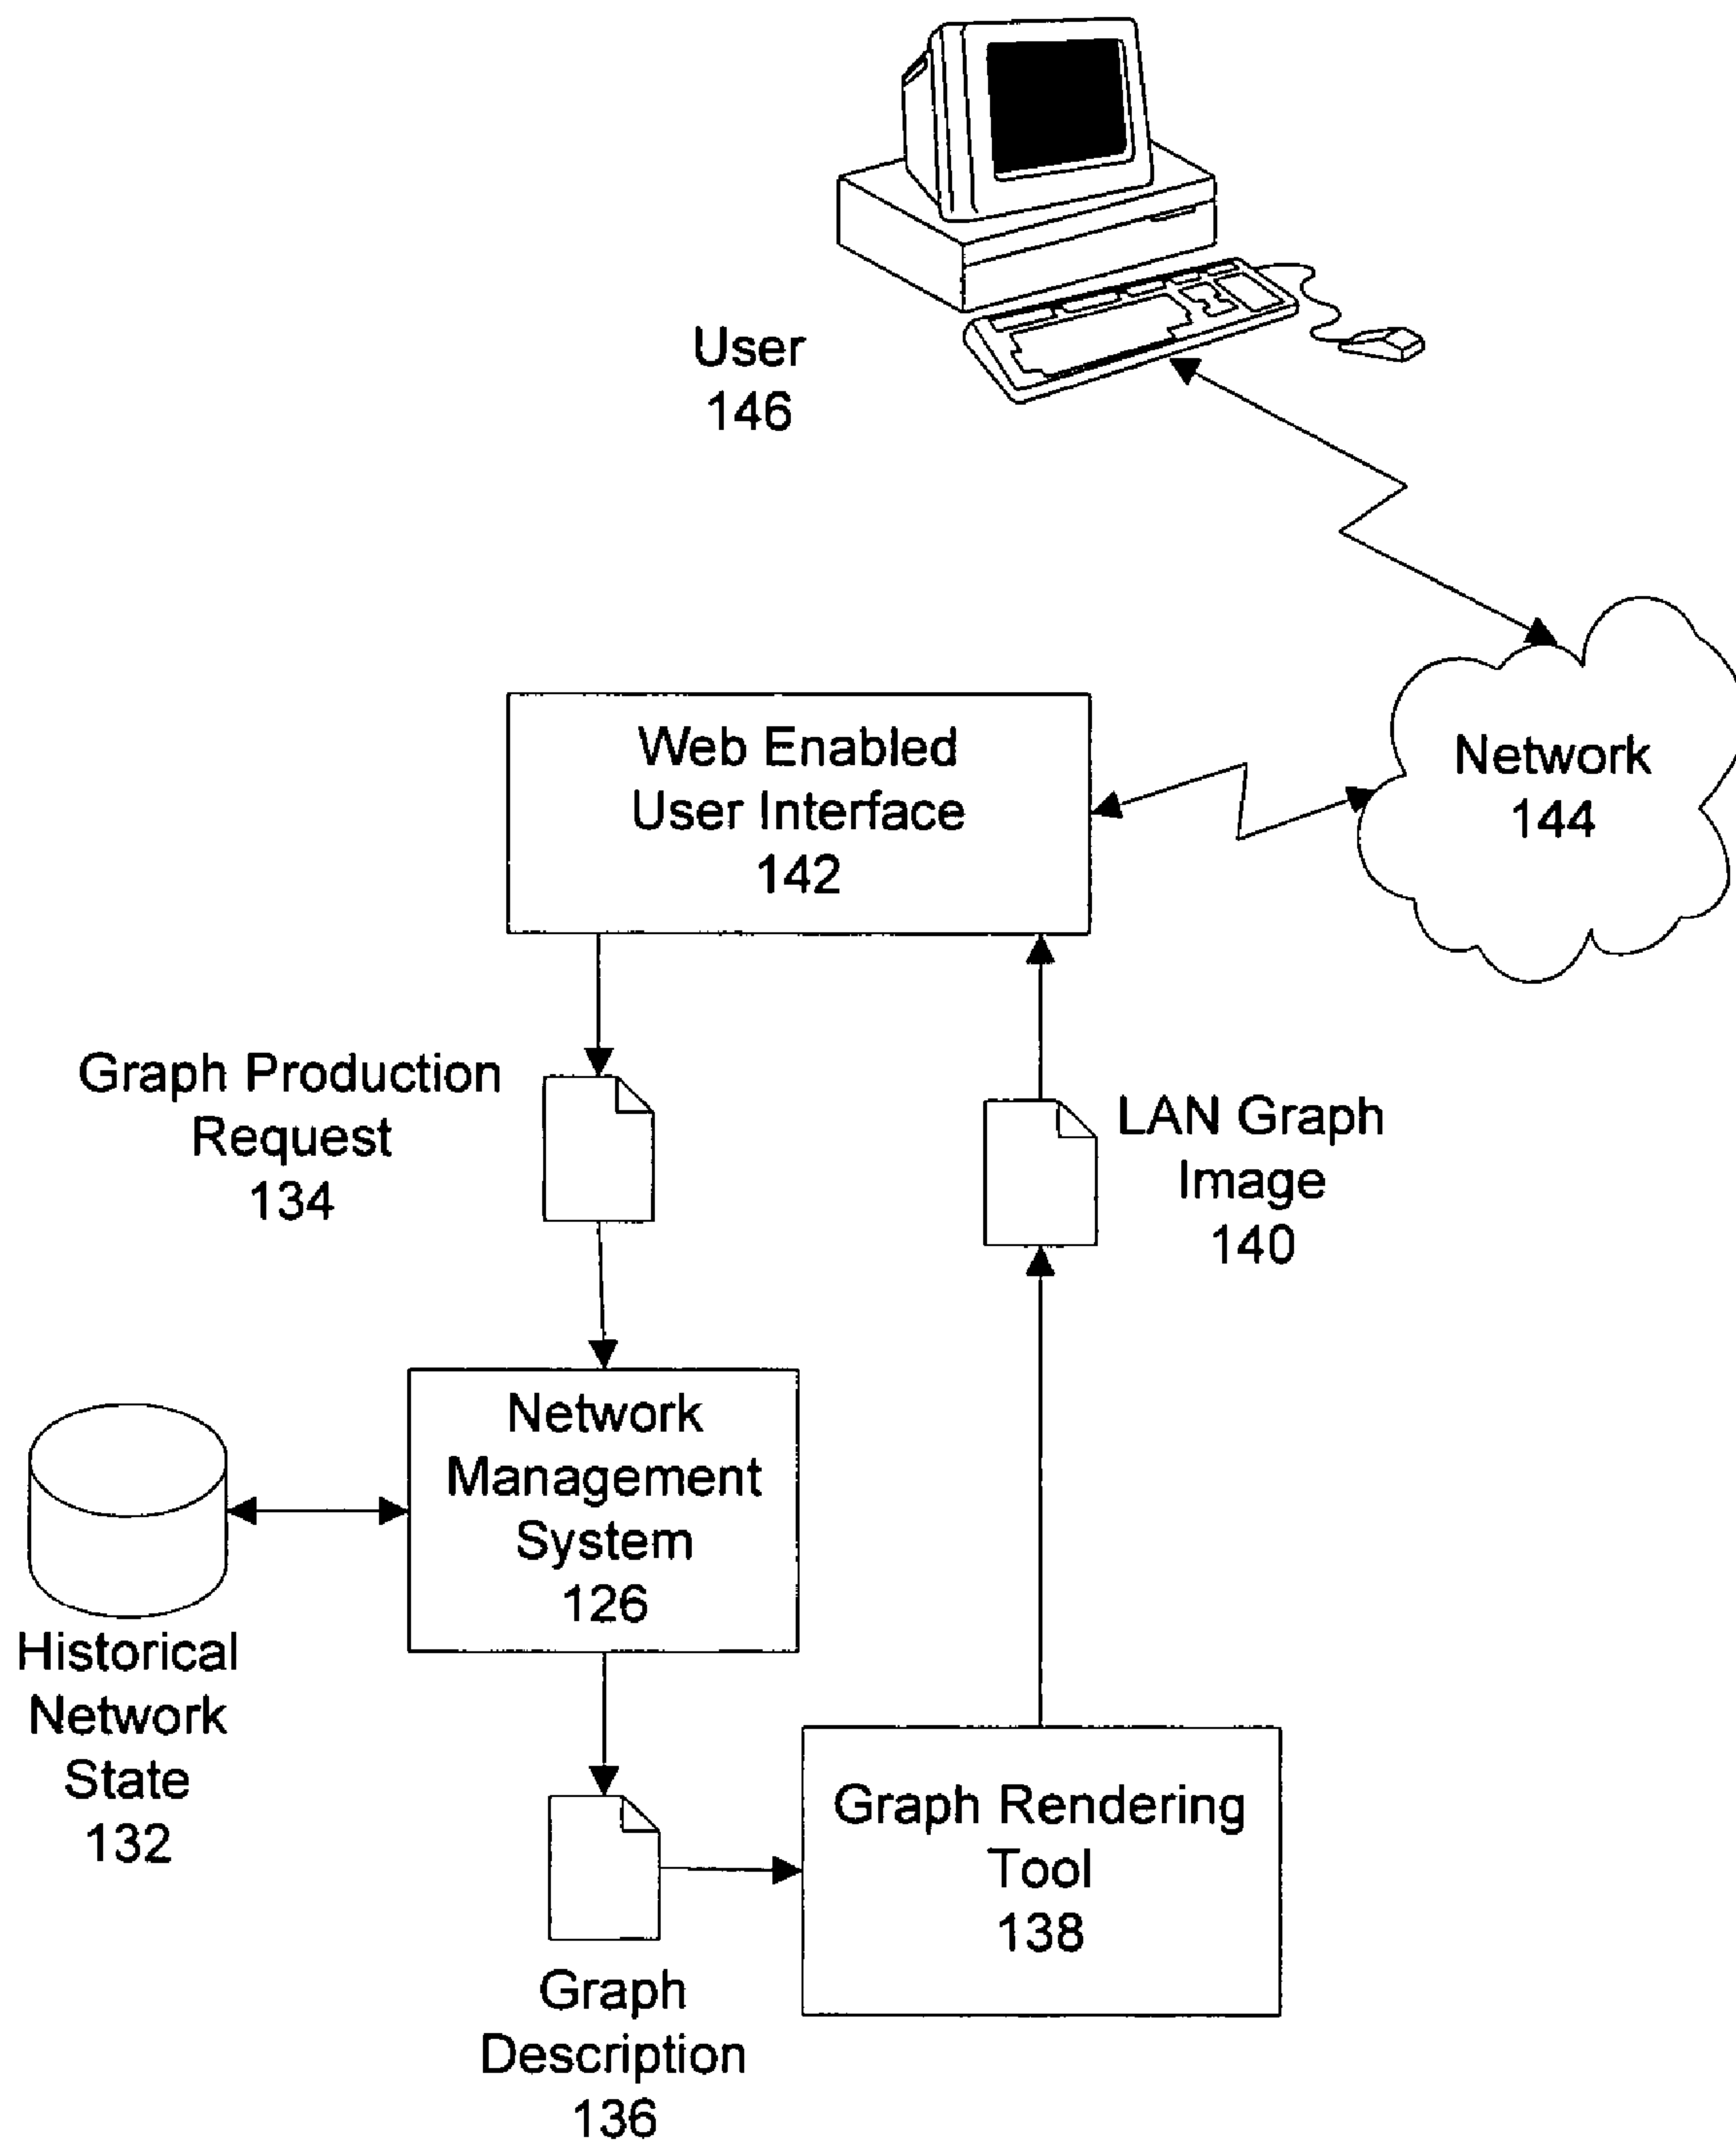 User
146
Web Enabled
User Interface
142
Network
144
Graph Production
Request
134
LAN Graph
Image
140
Network
Management
System
126
Historical
Network
State
132
Graph Rendering
Tool
138
Graph
Description
136